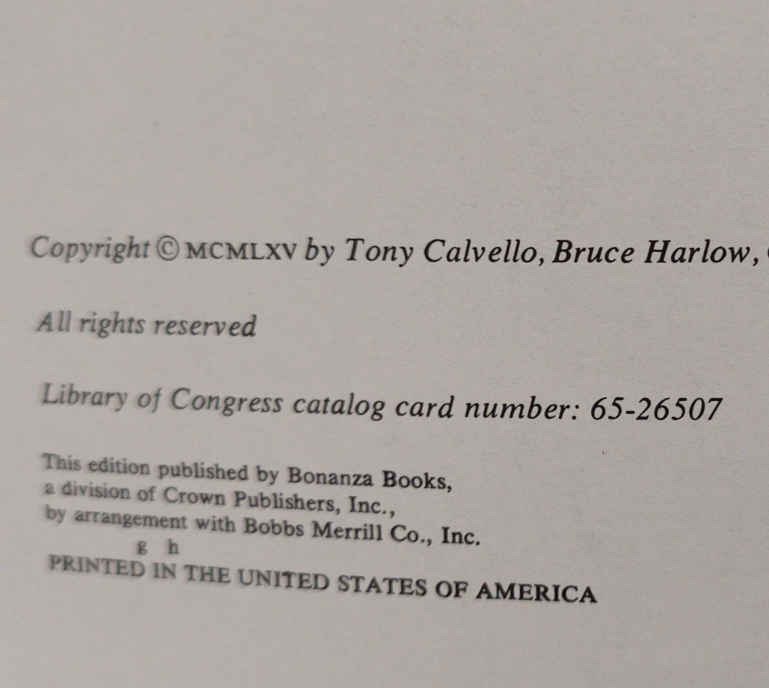 Copyright © MCMLXV by Tony Calvello, Bruce Harlow,
All rights reserved
Library of Congress catalog card number: 65-26507
This edition published by Bonanza Books,
a division of Crown Publishers, Inc.,
by arrangement with Bobbs Merrill Co., Inc.
g h
PRINTED IN THE UNITED STATES OF AMERICA